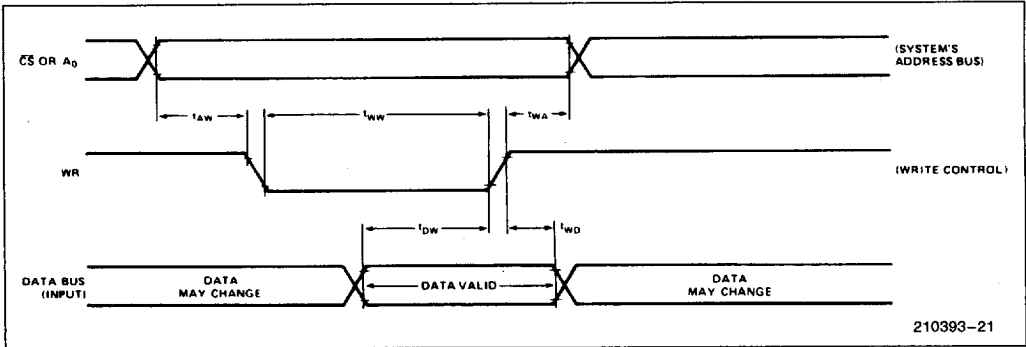 C̅S̅ OR A₀
(SYSTEM'S
ADDRESS BUS)
tAW
tWW
tWA
WR
(WRITE CONTROL)
tDW
tWD
DATA BUS
(INPUT)
DATA
MAY CHANGE
DATA VALID
DATA
MAY CHANGE
210393-21